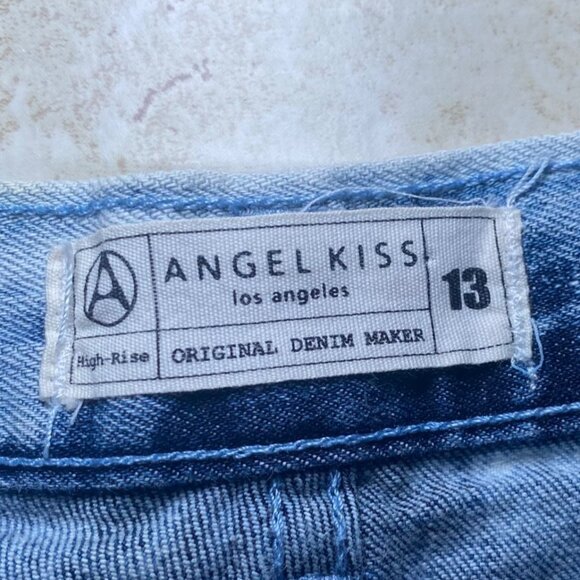 A
ANGEL KISS
los angeles
13
High-Rise
ORIGINAL DENIM MAKER